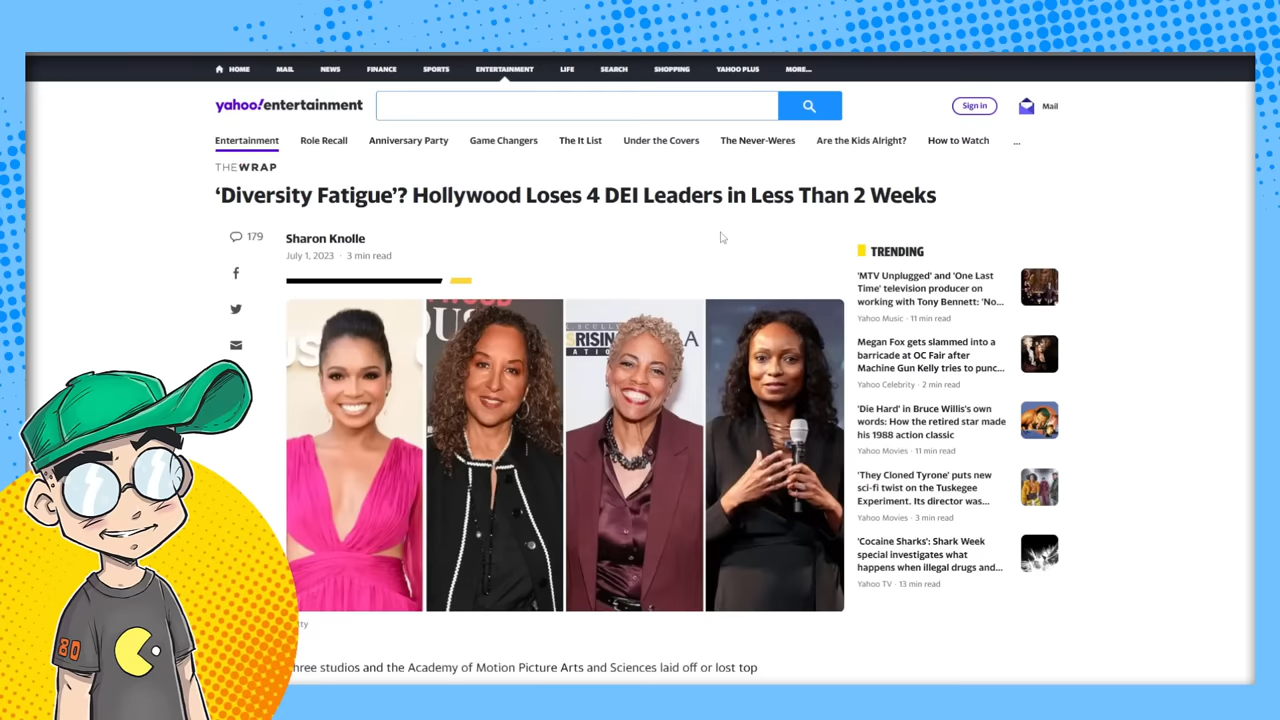 HOME MAIL NEWS FINANCE SPORTS ENTERTAINMENT LIFE SEARCH SHOPPING YAHOO PLUS MORE...
yahoo!entertainment
Sign in Mail
Entertainment Role Recall Anniversary Party Game Changers The It List Under the Covers The Never-Weres Are the Kids Alright? How to Watch ...
THEWRAP
‘Diversity Fatigue’? Hollywood Loses 4 DEI Leaders in Less Than 2 Weeks
179
Sharon Knolle
July 1, 2023 · 3 min read
TRENDING
'MTV Unplugged' and 'One Last
Time' television producer on
working with Tony Bennett: 'No...
Yahoo Music · 11 min read
Megan Fox gets slammed into a
barricade at OC Fair after
Machine Gun Kelly tries to punc...
Yahoo Celebrity · 2 min read
'Die Hard' in Bruce Willis's own
words: How the retired star made
his 1988 action classic
Yahoo Movies · 11 min read
'They Cloned Tyrone' puts new
sci-fi twist on the Tuskegee
Experiment. Its director was...
Yahoo Movies · 3 min read
'Cocaine Sharks': Shark Week
special investigates what
happens when illegal drugs and...
Yahoo TV · 13 min read
OUS
RISIN
A
80
tty
hree studios and the Academy of Motion Picture Arts and Sciences laid off or lost top